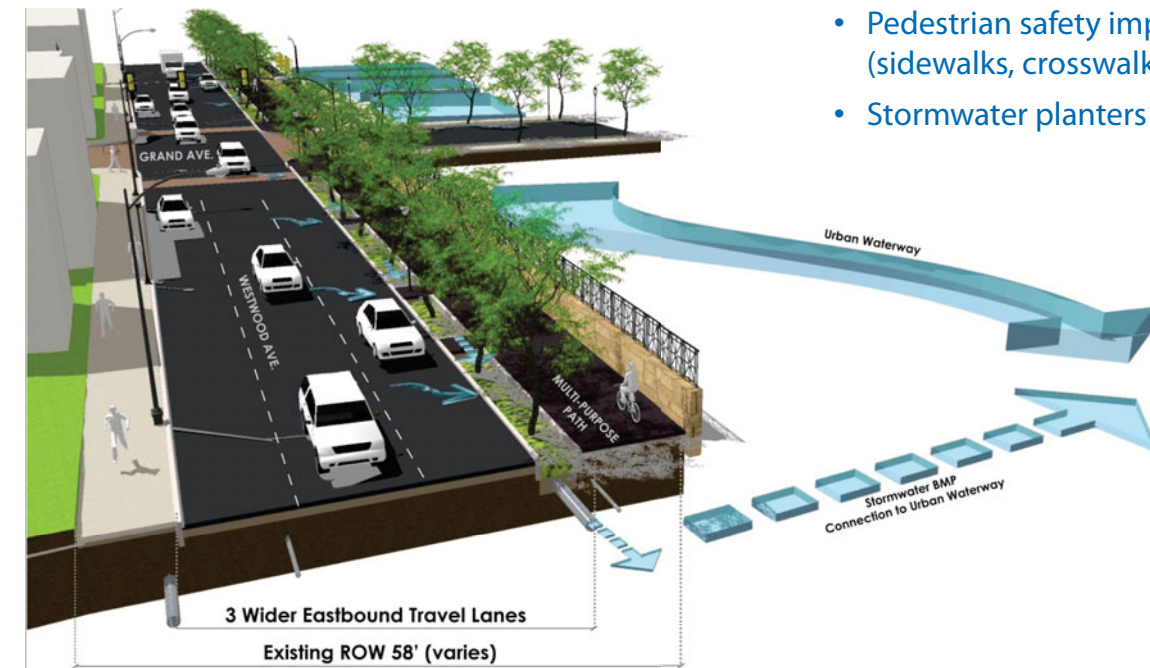 • Pedestrian safety imp
(sidewalks, crosswalk
• Stormwater planters
GRAND AVE.
Urban Waterway
WESTWOOD AVE.
MULTI-PURPOSE
PATH
Stormwater BMP
Connection to Urban Waterway
3 Wider Eastbound Travel Lanes
Existing ROW 58' (varies)